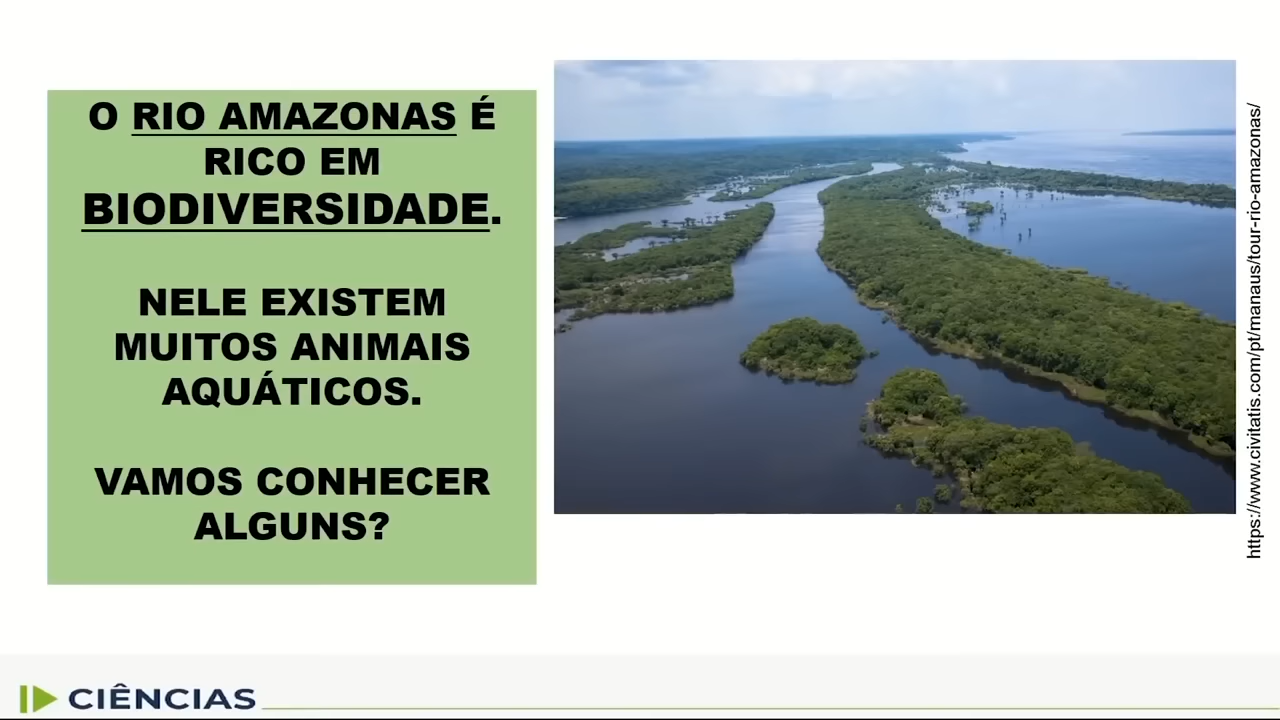 O RIO AMAZONAS É
RICO EM
BIODIVERSIDADE.
NELE EXISTEM
MUITOS ANIMAIS
AQUÁTICOS.
VAMOS CONHECER
ALGUNS?
https://www.civitatis.com/pt/manaus/tour-rio-amazonas/
CIÊNCIAS